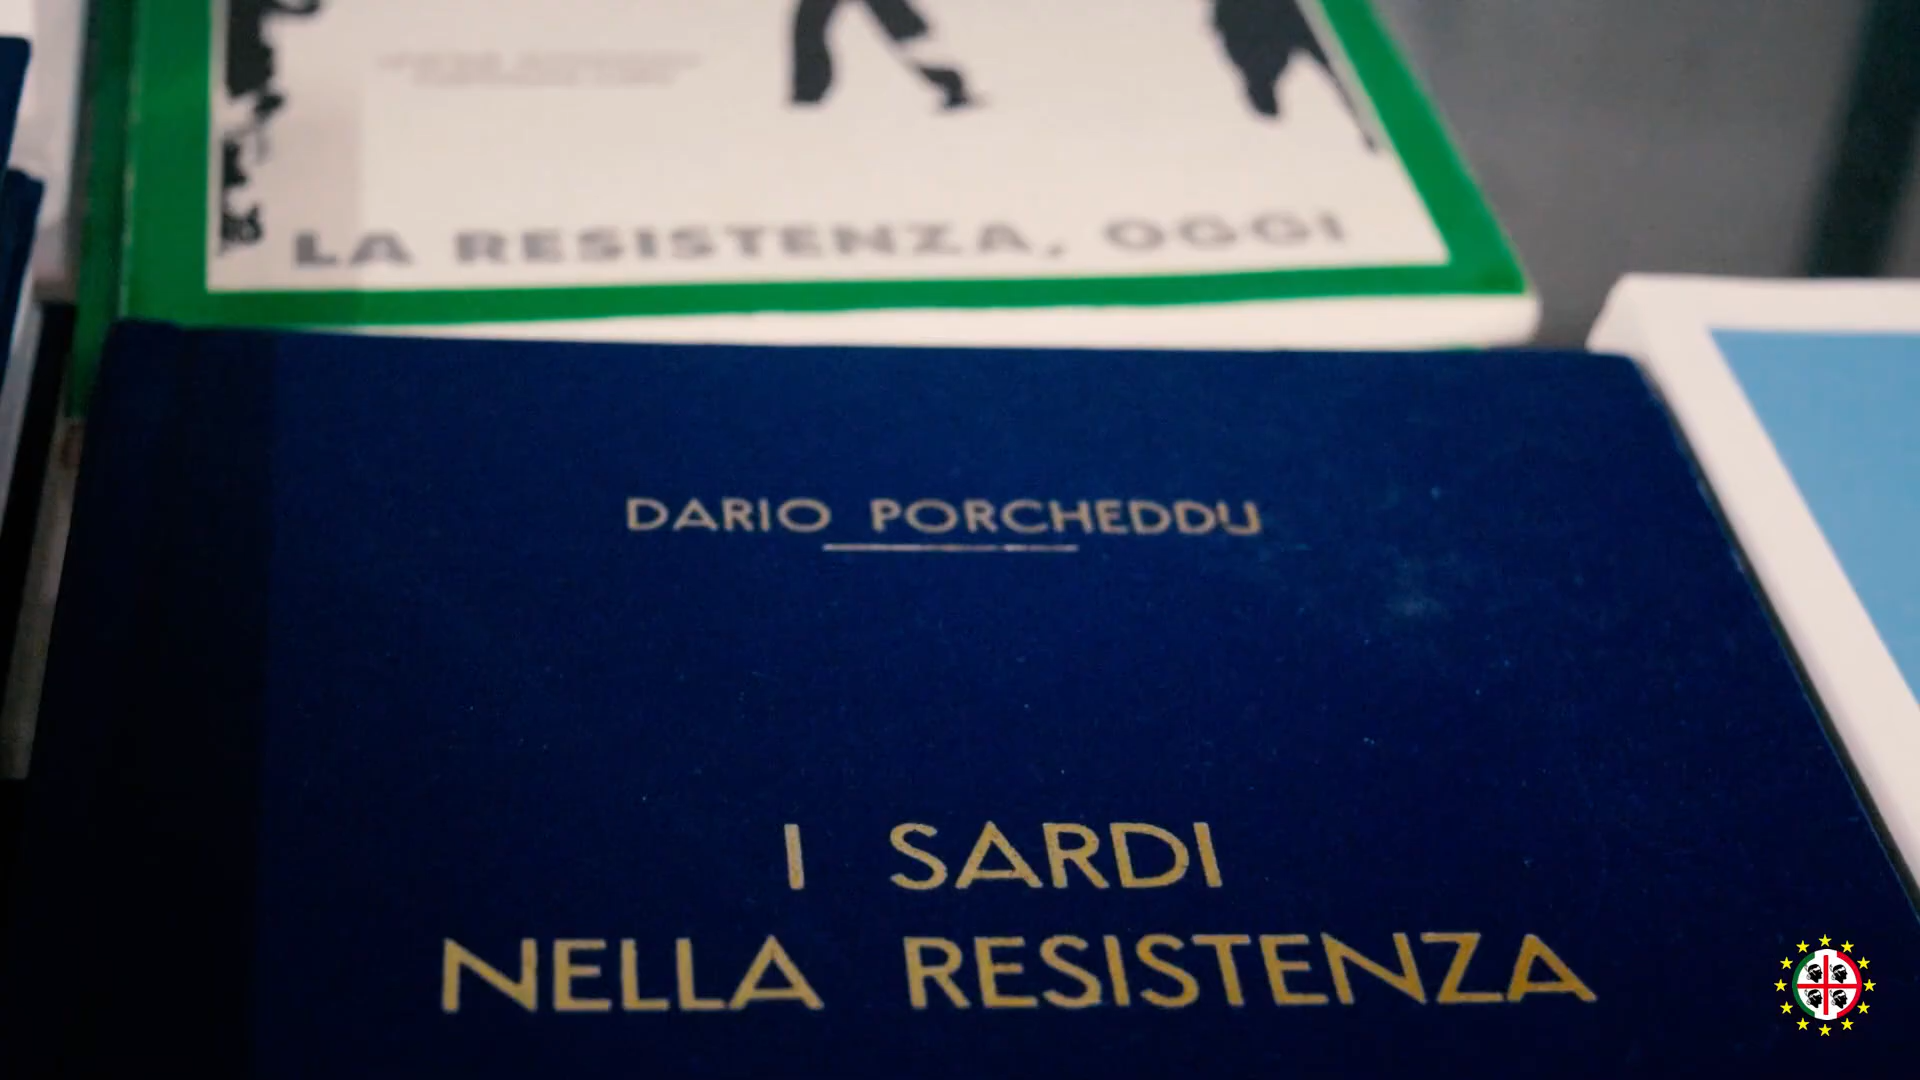 LA RESISTENZA, OGGI
DARIO PORCHEDDU
I SARDI
NELLA RESISTENZA